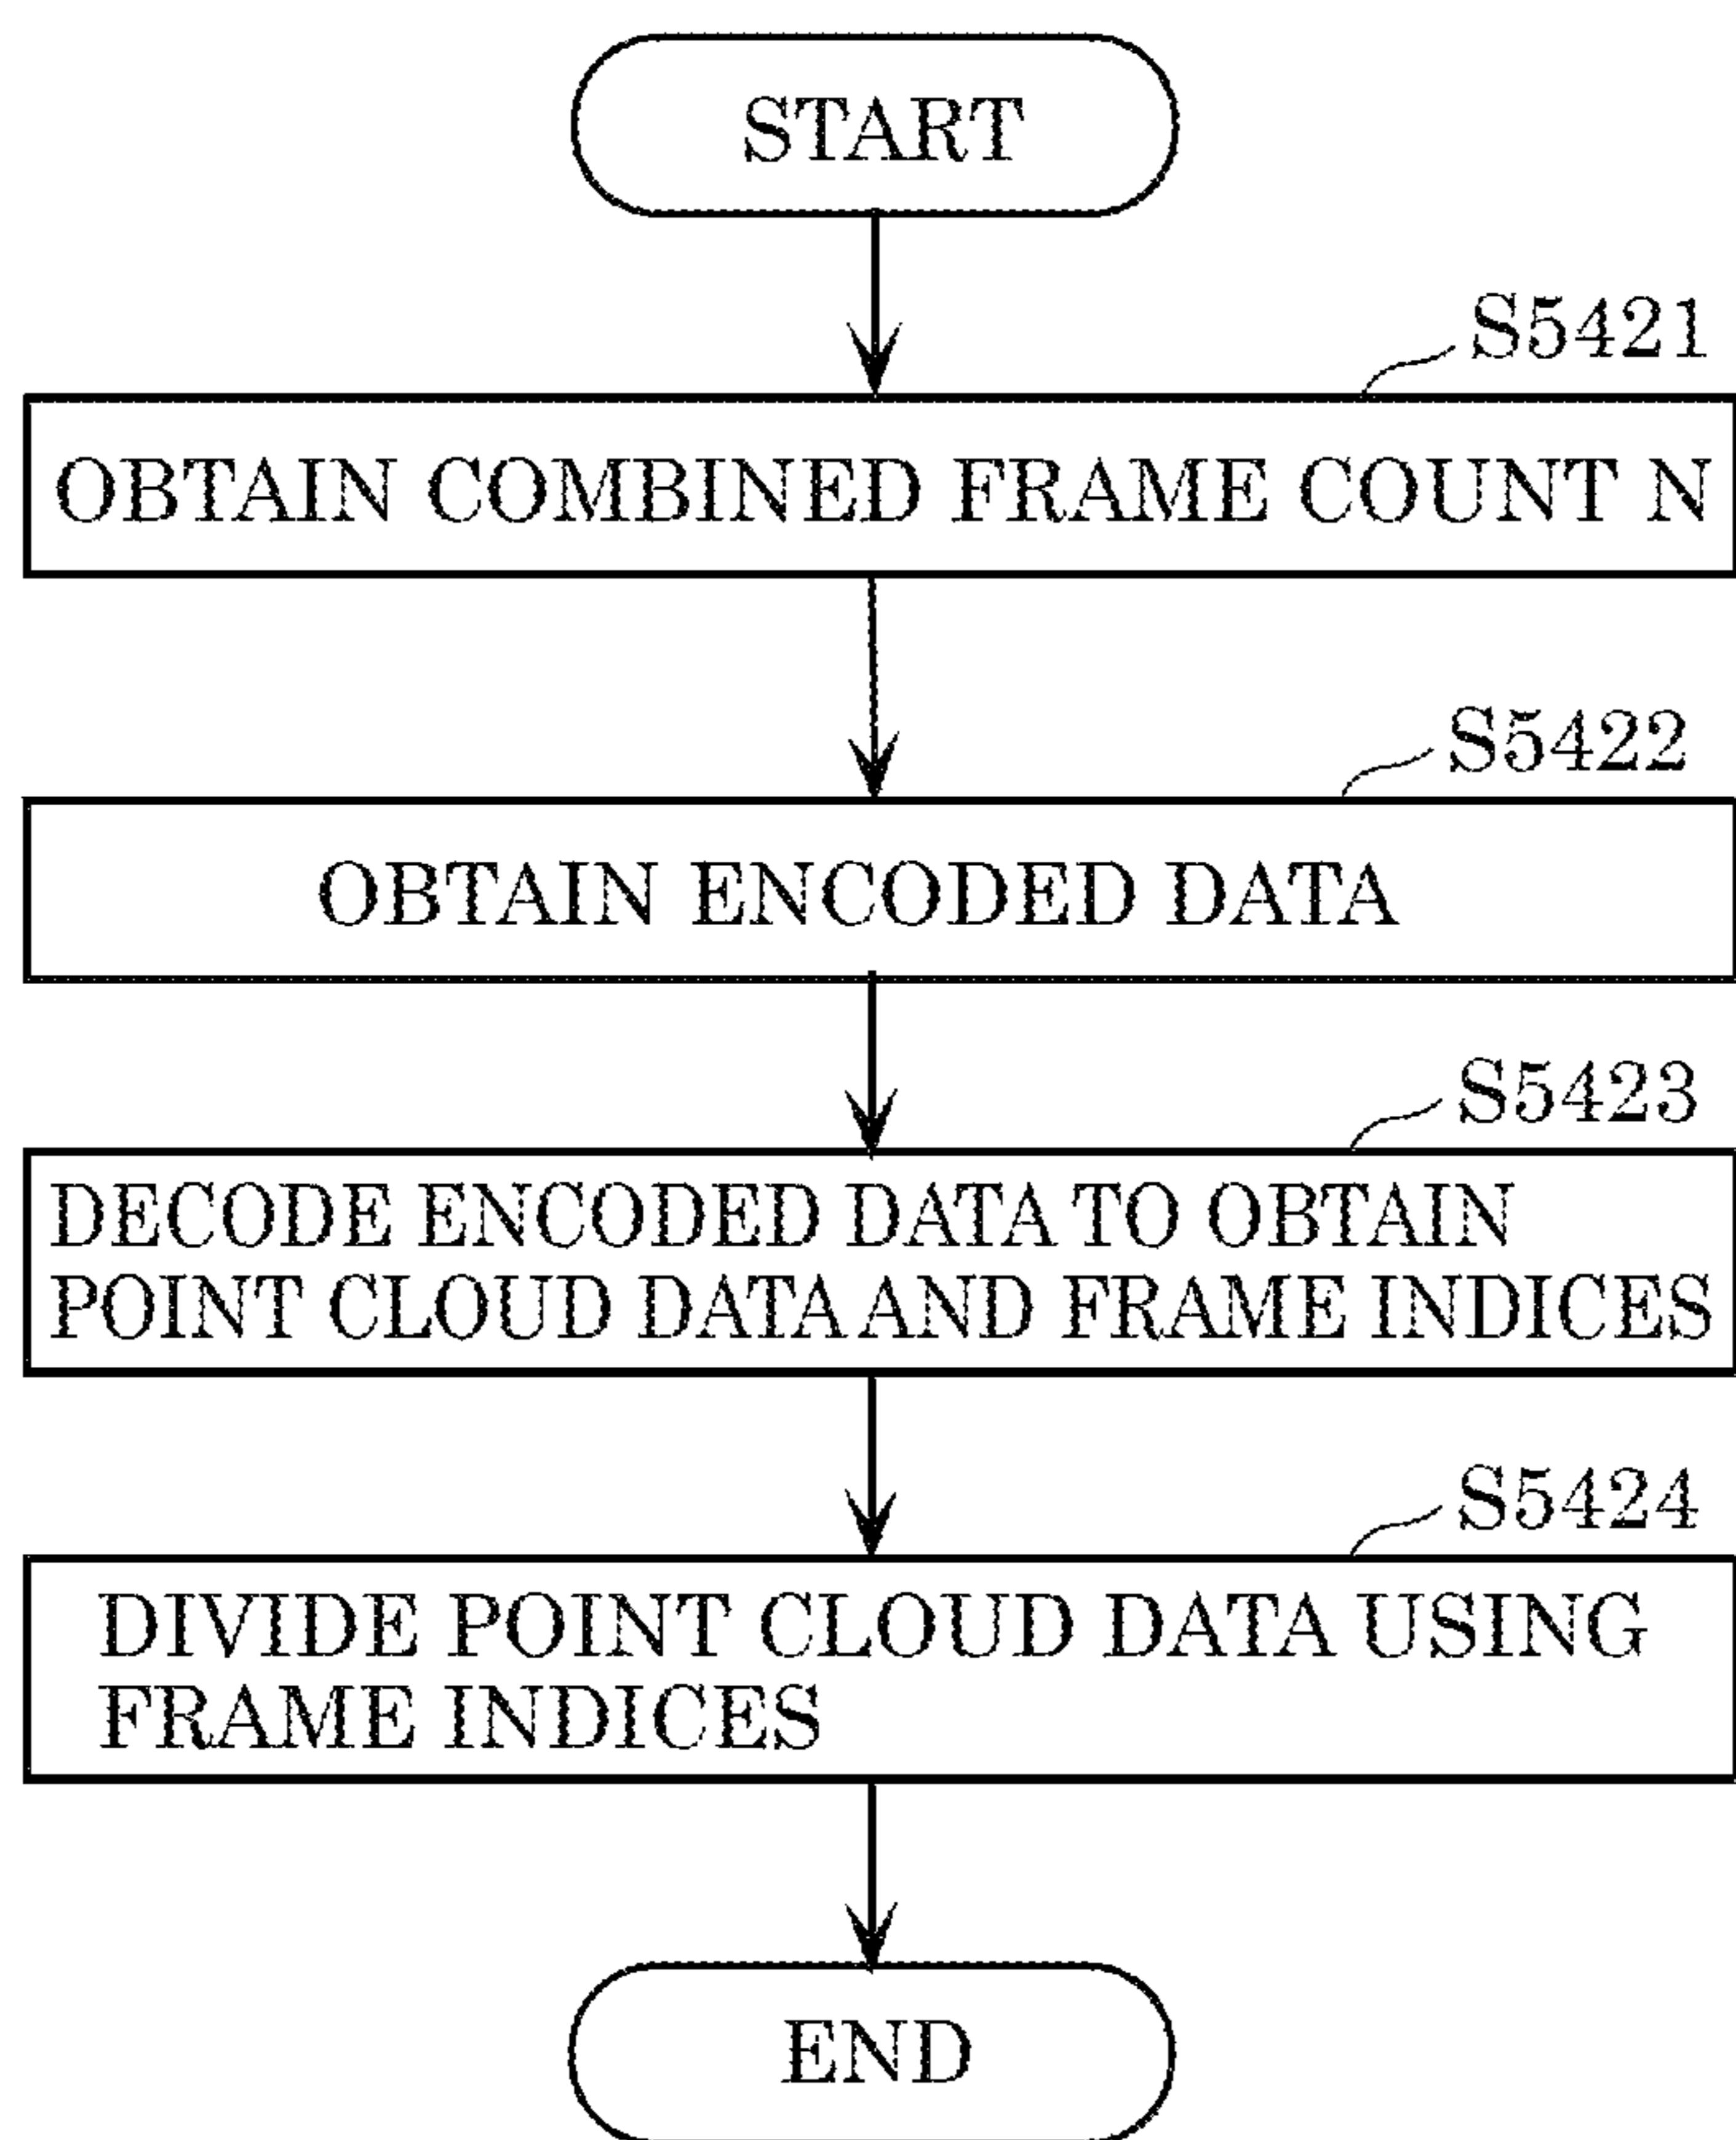 START
S5421
OBTAIN COMBINED FRAME COUNT N
S5422
OBTAIN ENCODED DATA
S5423
DECODE ENCODED DATA TO OBTAIN
POINT CLOUD DATA AND FRAME INDICES
S5424
DIVIDE POINT CLOUD DATA USING
FRAME INDICES
END